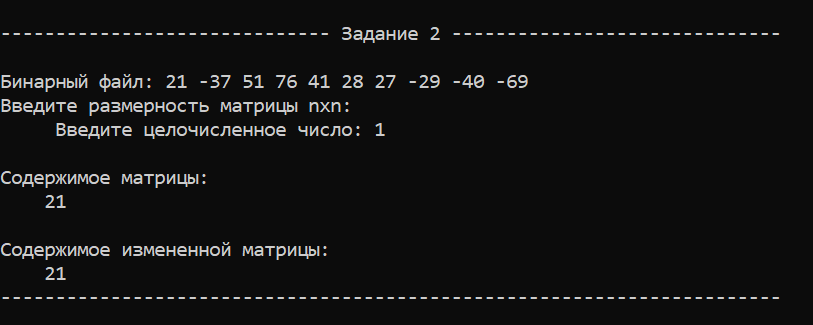 ------------------------------ Задание 2 ------------------------------
Бинарный файл: 21 -37 51 76 41 28 27 -29 -40 -69
Введите размерность матрицы nxn:
Введите целочисленное число: 1
Содержимое матрицы:
21
Содержимое измененной матрицы:
21
-----------------------------------------------------------------------